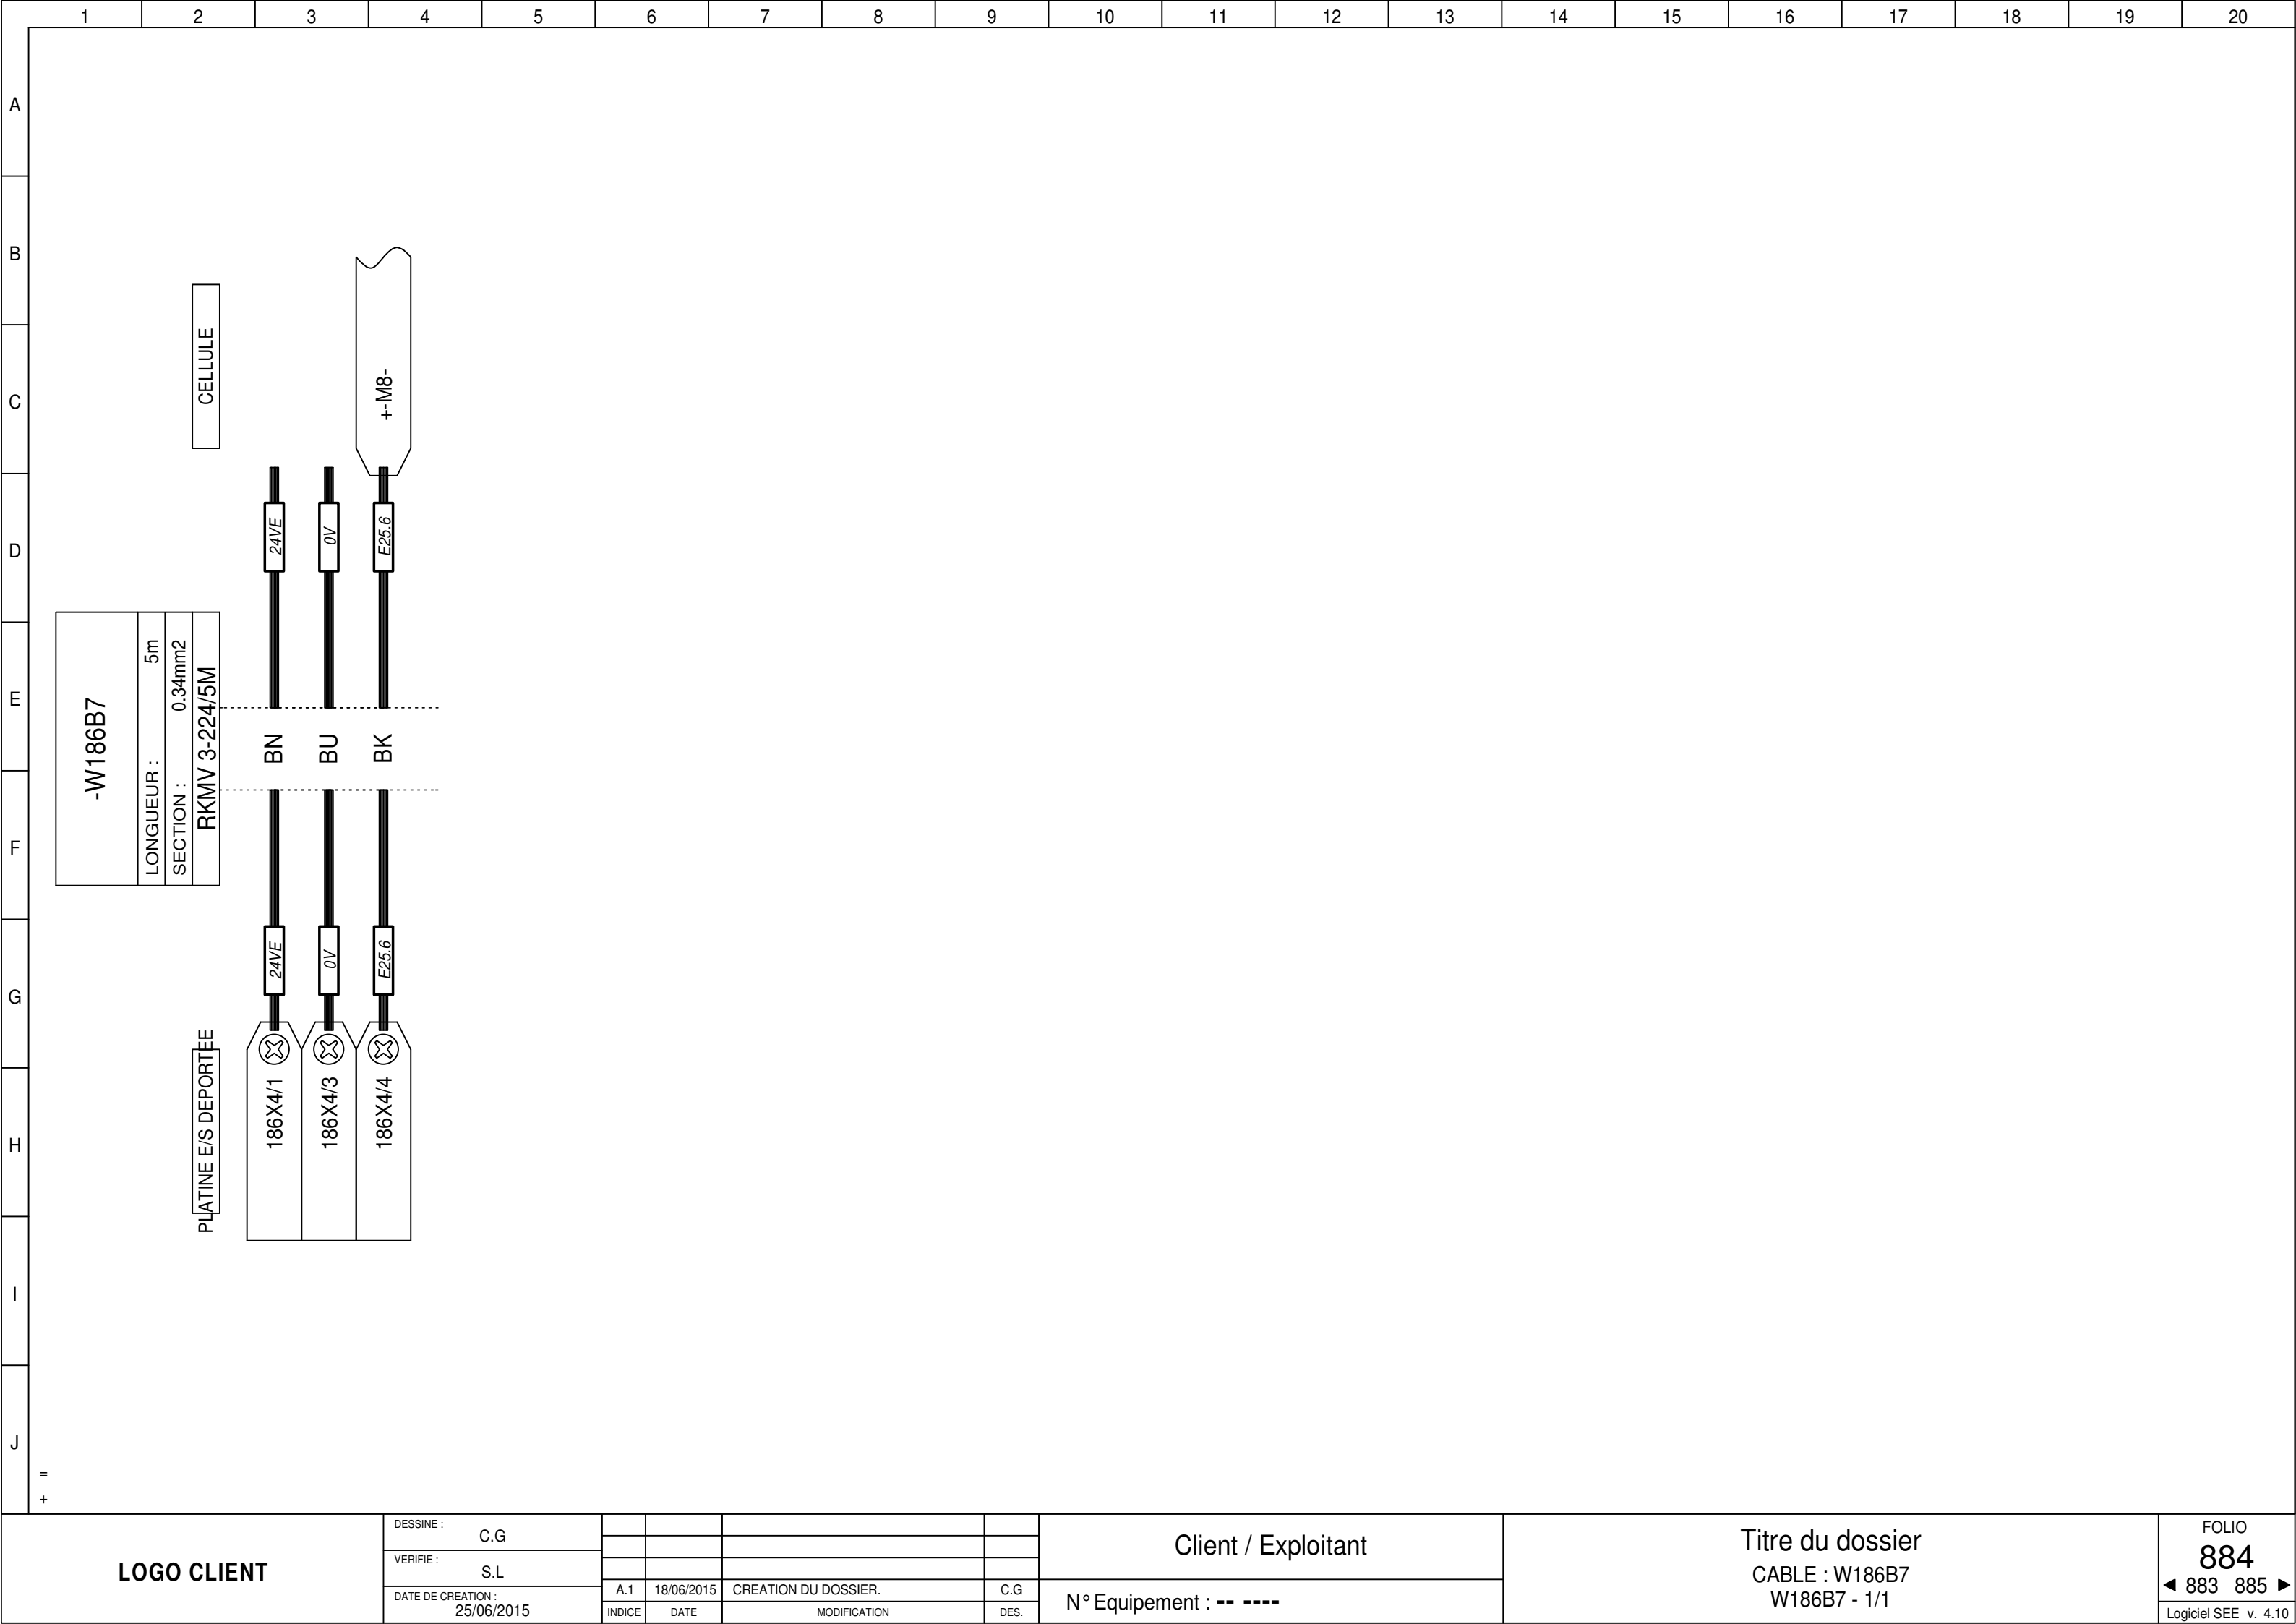 1 2 3 4 5 6 7 8 9 10 11 12 13 14 15 16 17 18 19 20
A
B
C
D
E
F
G
H
I
J
CELLULE
+-M8-
24VE 0V E25.6
-W186B7
LONGUEUR : 5m
SECTION : 0.34mm2
RKMV 3-224/5M
BN BU BK
24VE 0V E25.6
PLATINE E/S DEPORTEE
186X4/1 186X4/3 186X4/4
=
+
LOGO CLIENT
DESSINE :
C.G
VERIFIE :
S.L
DATE DE CREATION :
25/06/2015
A.1 18/06/2015 CREATION DU DOSSIER. C.G
INDICE DATE MODIFICATION DES.
Client / Exploitant
N° Equipement : -- ----
Titre du dossier
CABLE : W186B7
W186B7 - 1/1
FOLIO
884
◄ 883 885 ►
Logiciel SEE v. 4.10